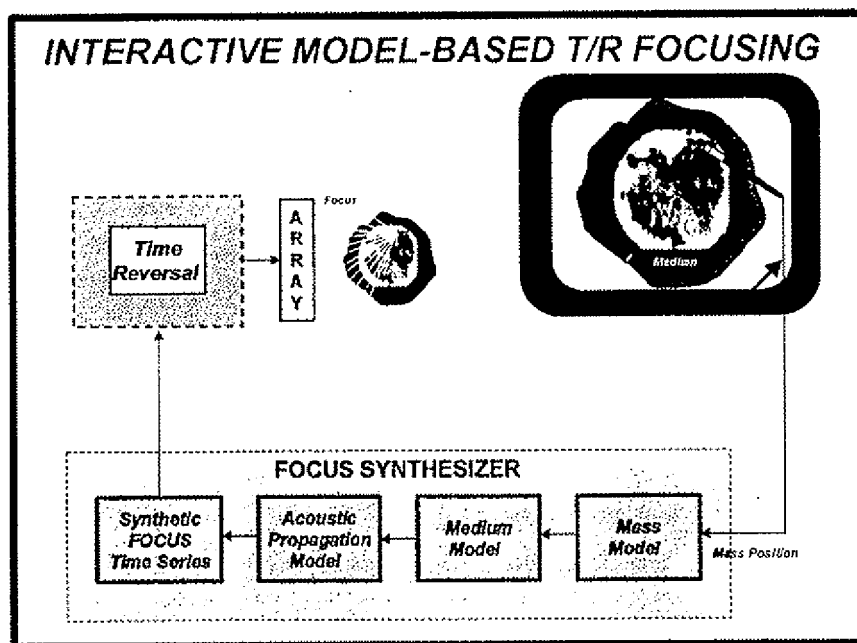 INTERACTIVE MODEL-BASED T/R FOCUSING
Time
Reversal
A
R
R
A
Y
Focus
Medium
FOCUS SYNTHESIZER
Synthetic
FOCUS
Time Series
Acoustic
Propagation
Model
Medium
Model
Mass
Model
Mass Position